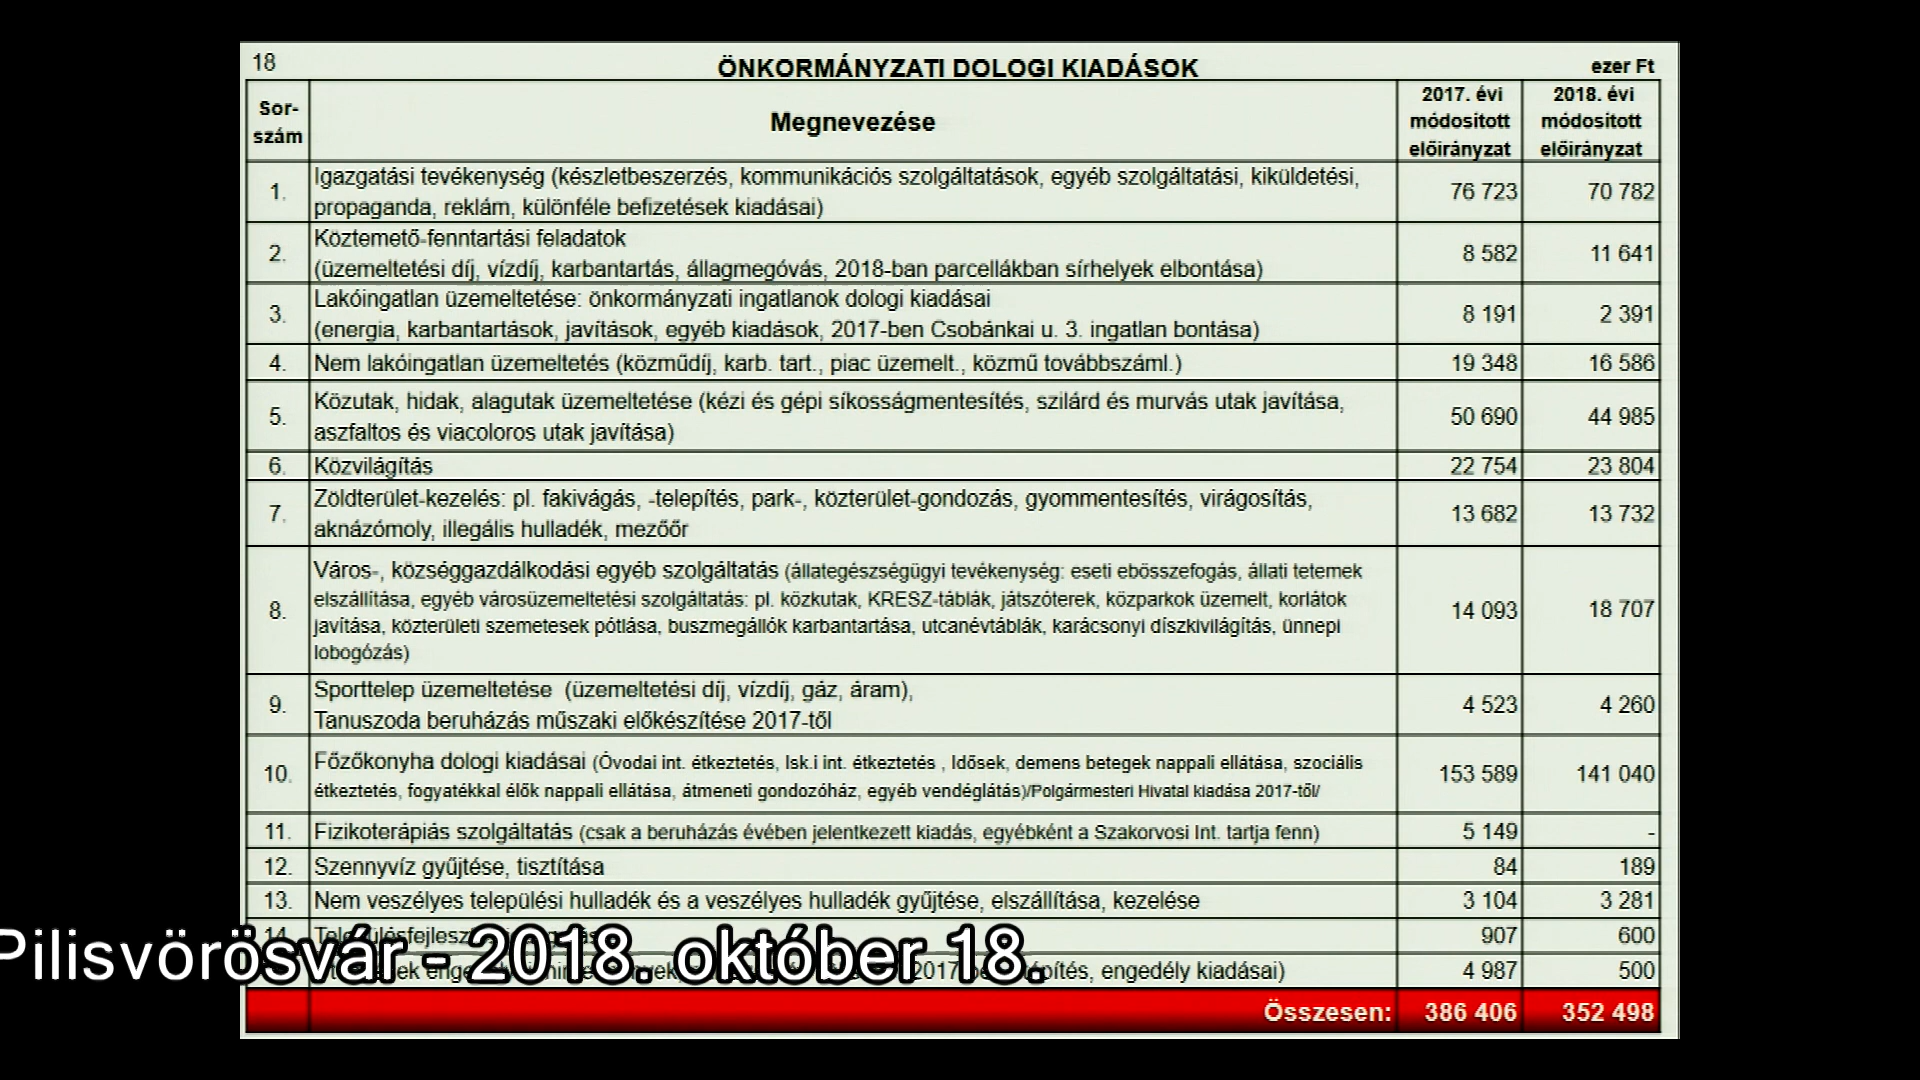 18
ÖNKORMÁNYZATI DOLOGI KIADÁSOK
ezer Ft
Sor-
szám
Megnevezése
2017. évi
módosított
előirányzat
2018. évi
módosított
előirányzat
1.
Igazgatási tevékenység (készletbeszerzés, kommunikációs szolgáltatások, egyéb szolgáltatási, kiküldetési,
propaganda, reklám, különféle befizetések kiadásai)
76 723
70 782
2.
Köztemető-fenntartási feladatok
(üzemeltetési díj, vízdíj, karbantartás, állagmegóvás, 2018-ban parcellákban sírhelyek elbontása)
8 582
11 641
3.
Lakóingatlan üzemeltetése: önkormányzati ingatlanok dologi kiadásai
(energia, karbantartások, javítások, egyéb kiadások, 2017-ben Csobánkai u. 3. ingatlan bontása)
8 191
2 391
4.
Nem lakóingatlan üzemeltetés (közműdíj, karb. tart., piac üzemelt., közmű továbbszáml.)
19 348
16 586
5.
Közutak, hidak, alagutak üzemeltetése (kézi és gépi síkosságmentesítés, szilárd és murvás utak javítása,
aszfaltos és viacoloros utak javítása)
50 690
44 985
6.
Közvilágítás
22 754
23 804
7.
Zöldterület-kezelés: pl. fakivágás, -telepítés, park-, közterület-gondozás, gyommentesítés, virágosítás,
aknázómoly, illegális hulladék, mezőőr
13 682
13 732
8.
Város-, községgazdálkodási egyéb szolgáltatás (állategészségügyi tevékenység: eseti ebösszefogás, állati tetemek
elszállítása, egyéb városüzemeltetési szolgáltatás: pl. közkutak, KRESZ-táblák, játszóterek, közparkok üzemelt, korlátok
javítása, közterületi szemetesek pótlása, buszmegállók karbantartása, utcanévtáblák, karácsonyi díszkivilágítás, ünnepi
lobogózás)
14 093
18 707
9.
Sporttelep üzemeltetése (üzemeltetési díj, vízdíj, gáz, áram),
Tanuszoda beruházás műszaki előkészítése 2017-től
4 523
4 260
10.
Főzőkonyha dologi kiadásai (Óvodai int. étkeztetés, Isk.i int. étkeztetés , Idősek, demens betegek nappali ellátása, szociális
étkeztetés, fogyatékkal élők nappali ellátása, átmeneti gondozóház, egyéb vendéglátás)/Polgármesteri Hivatal kiadása 2017-től/
153 589
141 040
11.
Fizikoterápiás szolgáltatás (csak a beruházás évében jelentkezett kiadás, egyébként a Szakorvosi Int. tartja fenn)
5 149
-
12.
Szennyvíz gyűjtése, tisztítása
84
189
13.
Nem veszélyes települési hulladék és a veszélyes hulladék gyűjtése, elszállítása, kezelése
3 104
3 281
14.
907
600
engedély kiadásai)
4 987
500
Pilisvörösvár - 2018. október 18.
Összesen:
386 406
352 498